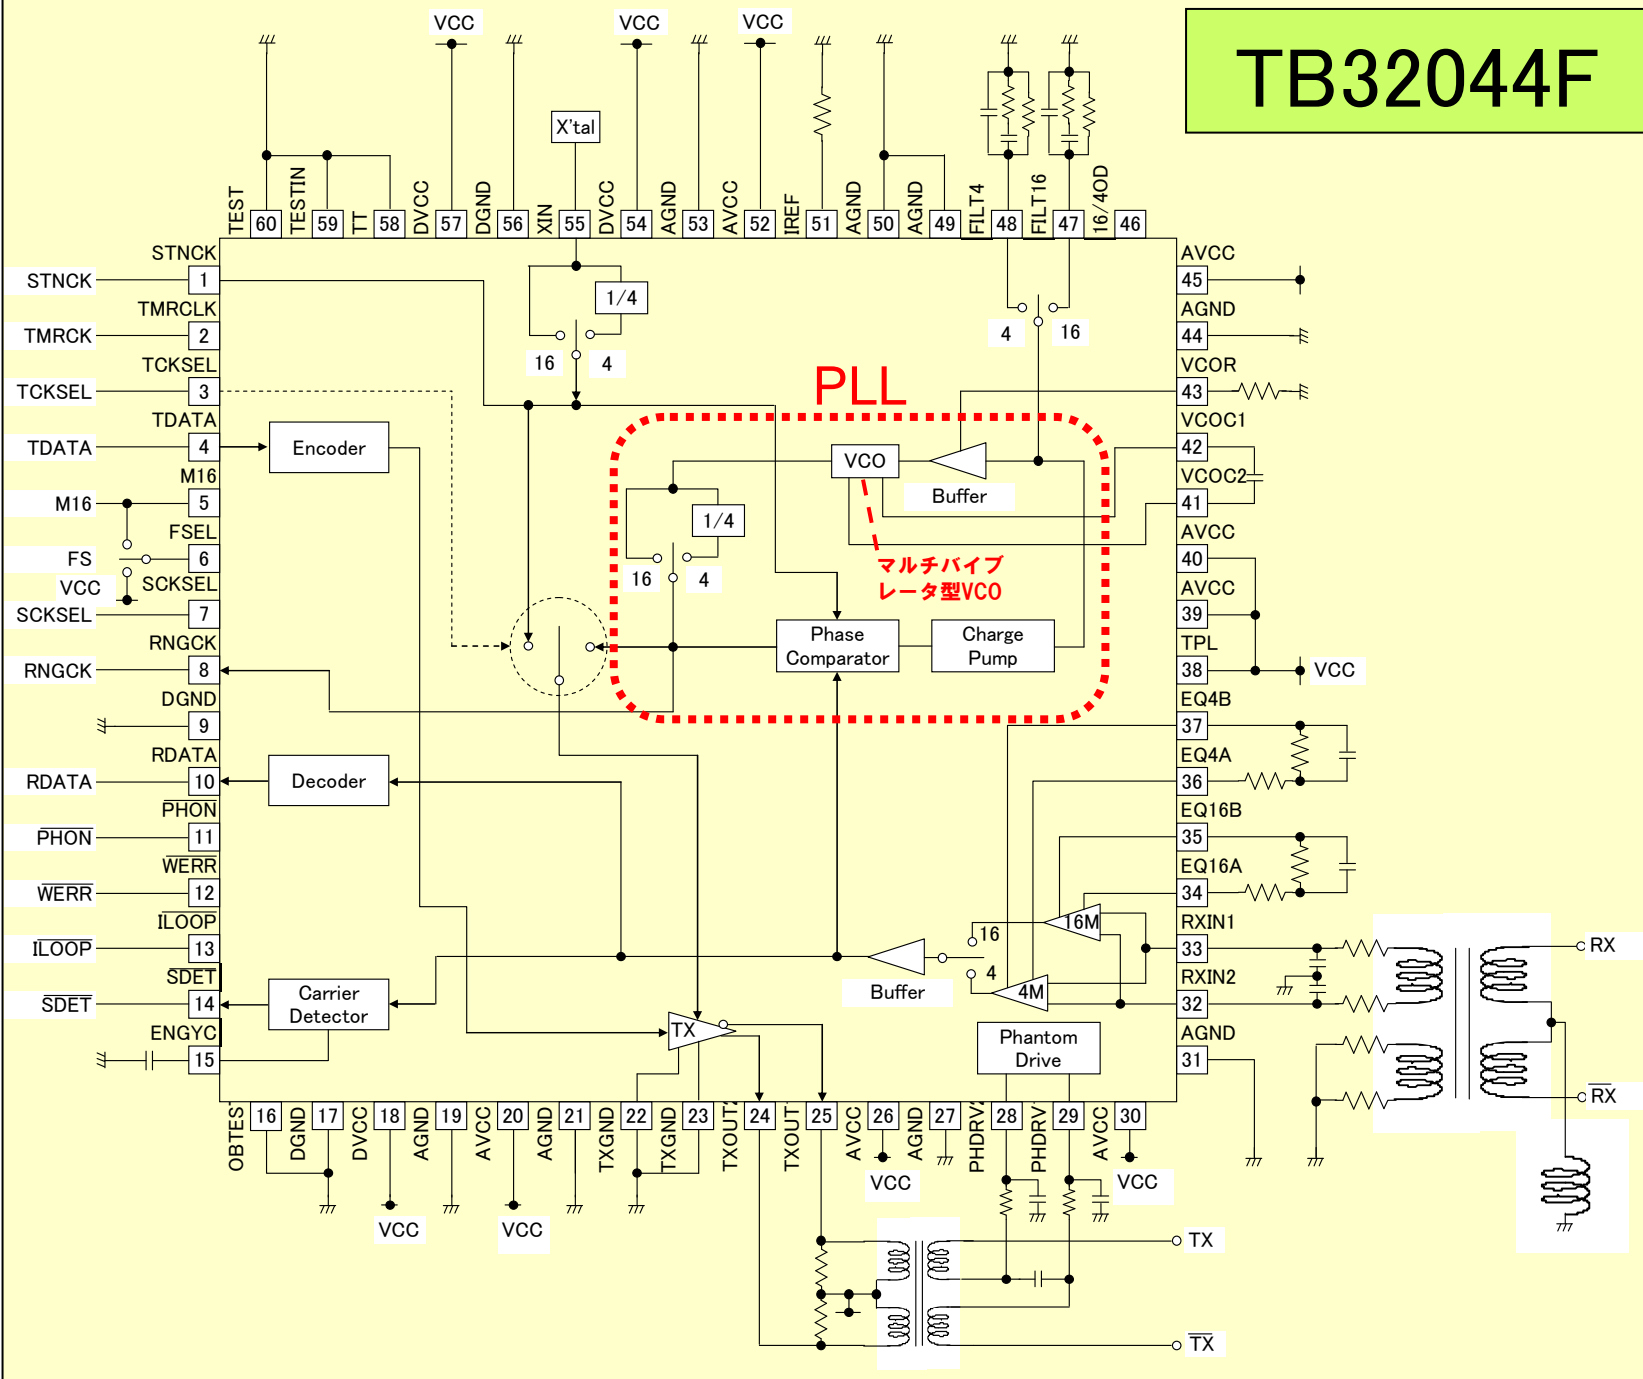 TB32044F
VCC
VCC
VCC
X'tal
TEST
TESTIN
TT
DVCC
DGND
XIN
DVCC
AGND
AVCC
IREF
AGND
AGND
FILT4
FILT16
16/4OD
60
59
58
57
56
55
54
53
52
51
50
49
48
47
46
STNCK
STNCK
1
TMRCLK
TMRCK
2
TCKSEL
TCKSEL
3
TDATA
TDATA
4
M16
M16
5
FSEL
FS
6
VCC
SCKSEL
SCKSEL
7
RNGCK
RNGCK
8
DGND
9
RDATA
RDATA
10
PHON
PHON
11
WERR
WERR
12
ILOOP
ILOOP
13
SDET
SDET
14
ENGYC
15
1/4
16
4
4
16
PLL
Encoder
VCO
Buffer
1/4
16
4
マルチバイブ
レータ型VCO
Phase
Comparator
Charge
Pump
Decoder
Carrier
Detector
Buffer
16
4
16M
4M
TX
Phantom
Drive
AVCC
45
AGND
44
VCOR
43
VCOC1
42
VCOC2
41
AVCC
40
AVCC
39
TPL
38
VCC
EQ4B
37
EQ4A
36
EQ16B
35
EQ16A
34
RXIN1
33
RXIN2
32
AGND
31
RX
RX
16
17
18
19
20
21
22
23
24
25
26
27
28
29
30
OBTES
DGND
DVCC
AGND
AVCC
AGND
TXGND
TXGND
TXOUT2
TXOUT
AVCC
AGND
PHDRV2
PHDRV
AVCC
VCC
VCC
VCC
VCC
TX
TX